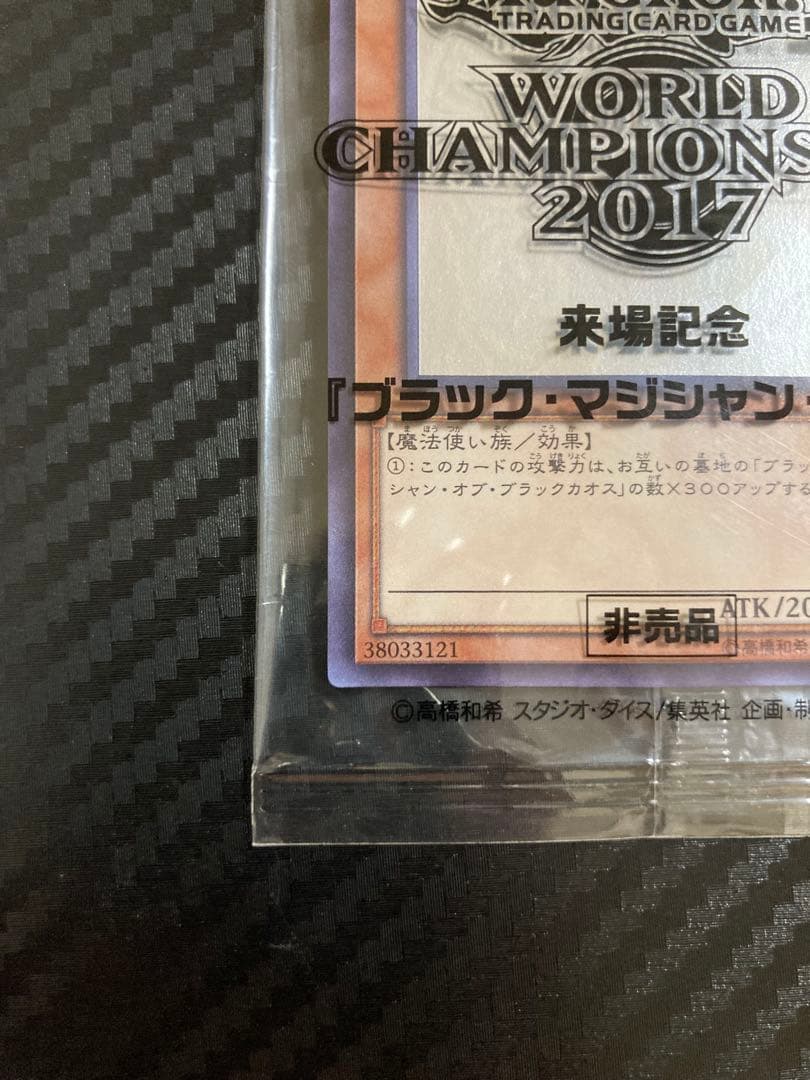 TRADING CARD GAME
WORLD
CHAMPIONS
2017
来場記念
『ブラック・マジシャン・
【魔法使い族／効果】
①：このカードの攻撃力は、お互いの墓地の「ブラッ
シャン・オブ・ブラックカオス」の数×300アップする
ATK/20
非売品
38033121
©高橋和希
©高橋和希 スタジオ・ダイス/集英社 企画・制